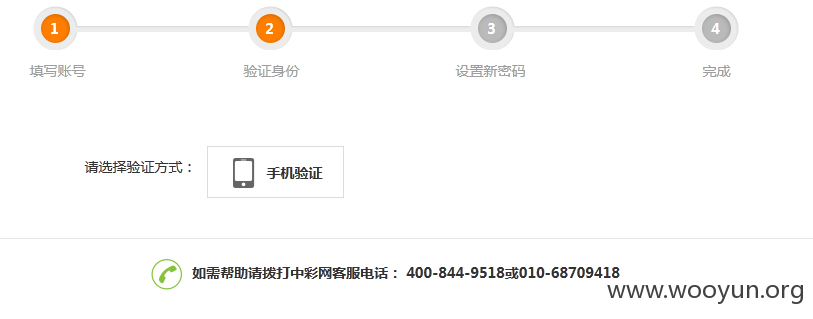 1 2 3 4
填写账号 验证身份 设置新密码 完成
请选择验证方式： 手机验证
如需帮助请拨打中彩网客服电话： 400-844-9518或010-68709418
www.wooyun.org